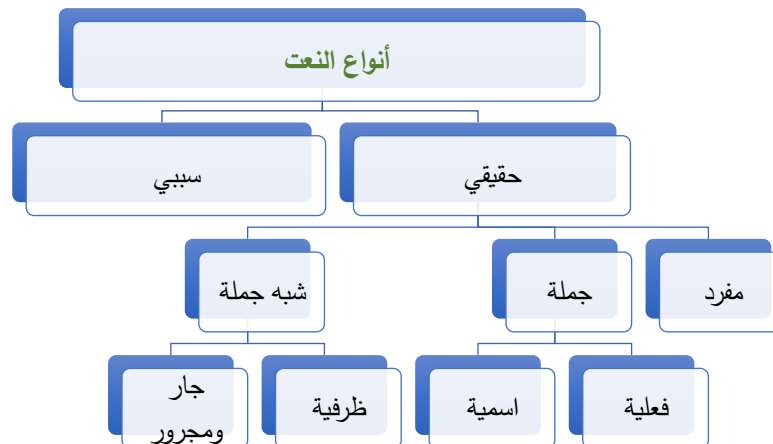 أنواع النعت
حقيقي
سببي
مفرد
جملة
شبه جملة
فعلية
اسمية
ظرفية
جار
ومجرور